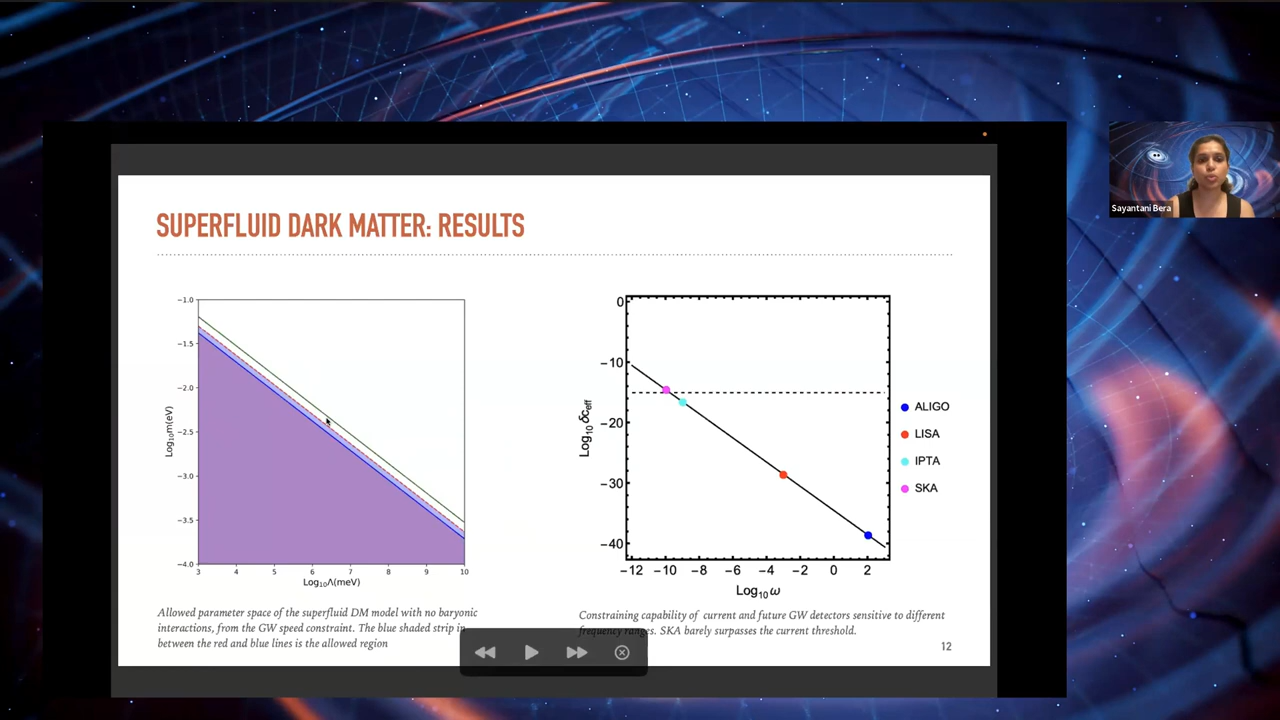 SUPERFLUID DARK MATTER: RESULTS
Sayantani Bera
−1.0
−1.5
−2.0
−2.5
−3.0
−3.5
−4.0
Log₁₀m(eV)
3 4 5 6 7 8 9 10
Log₁₀Λ(meV)
0
−10
−20
−30
−40
Log₁₀ δc_eff
−12 −10 −8 −6 −4 −2 0 2
Log₁₀ ω
ALIGO
LISA
IPTA
SKA
Allowed parameter space of the superfluid DM model with no baryonic
interactions, from the GW speed constraint. The blue shaded strip in
between the red and blue lines is the allowed region
Constraining capability of current and future GW detectors sensitive to different
frequency ranges. SKA barely surpasses the current threshold.
12